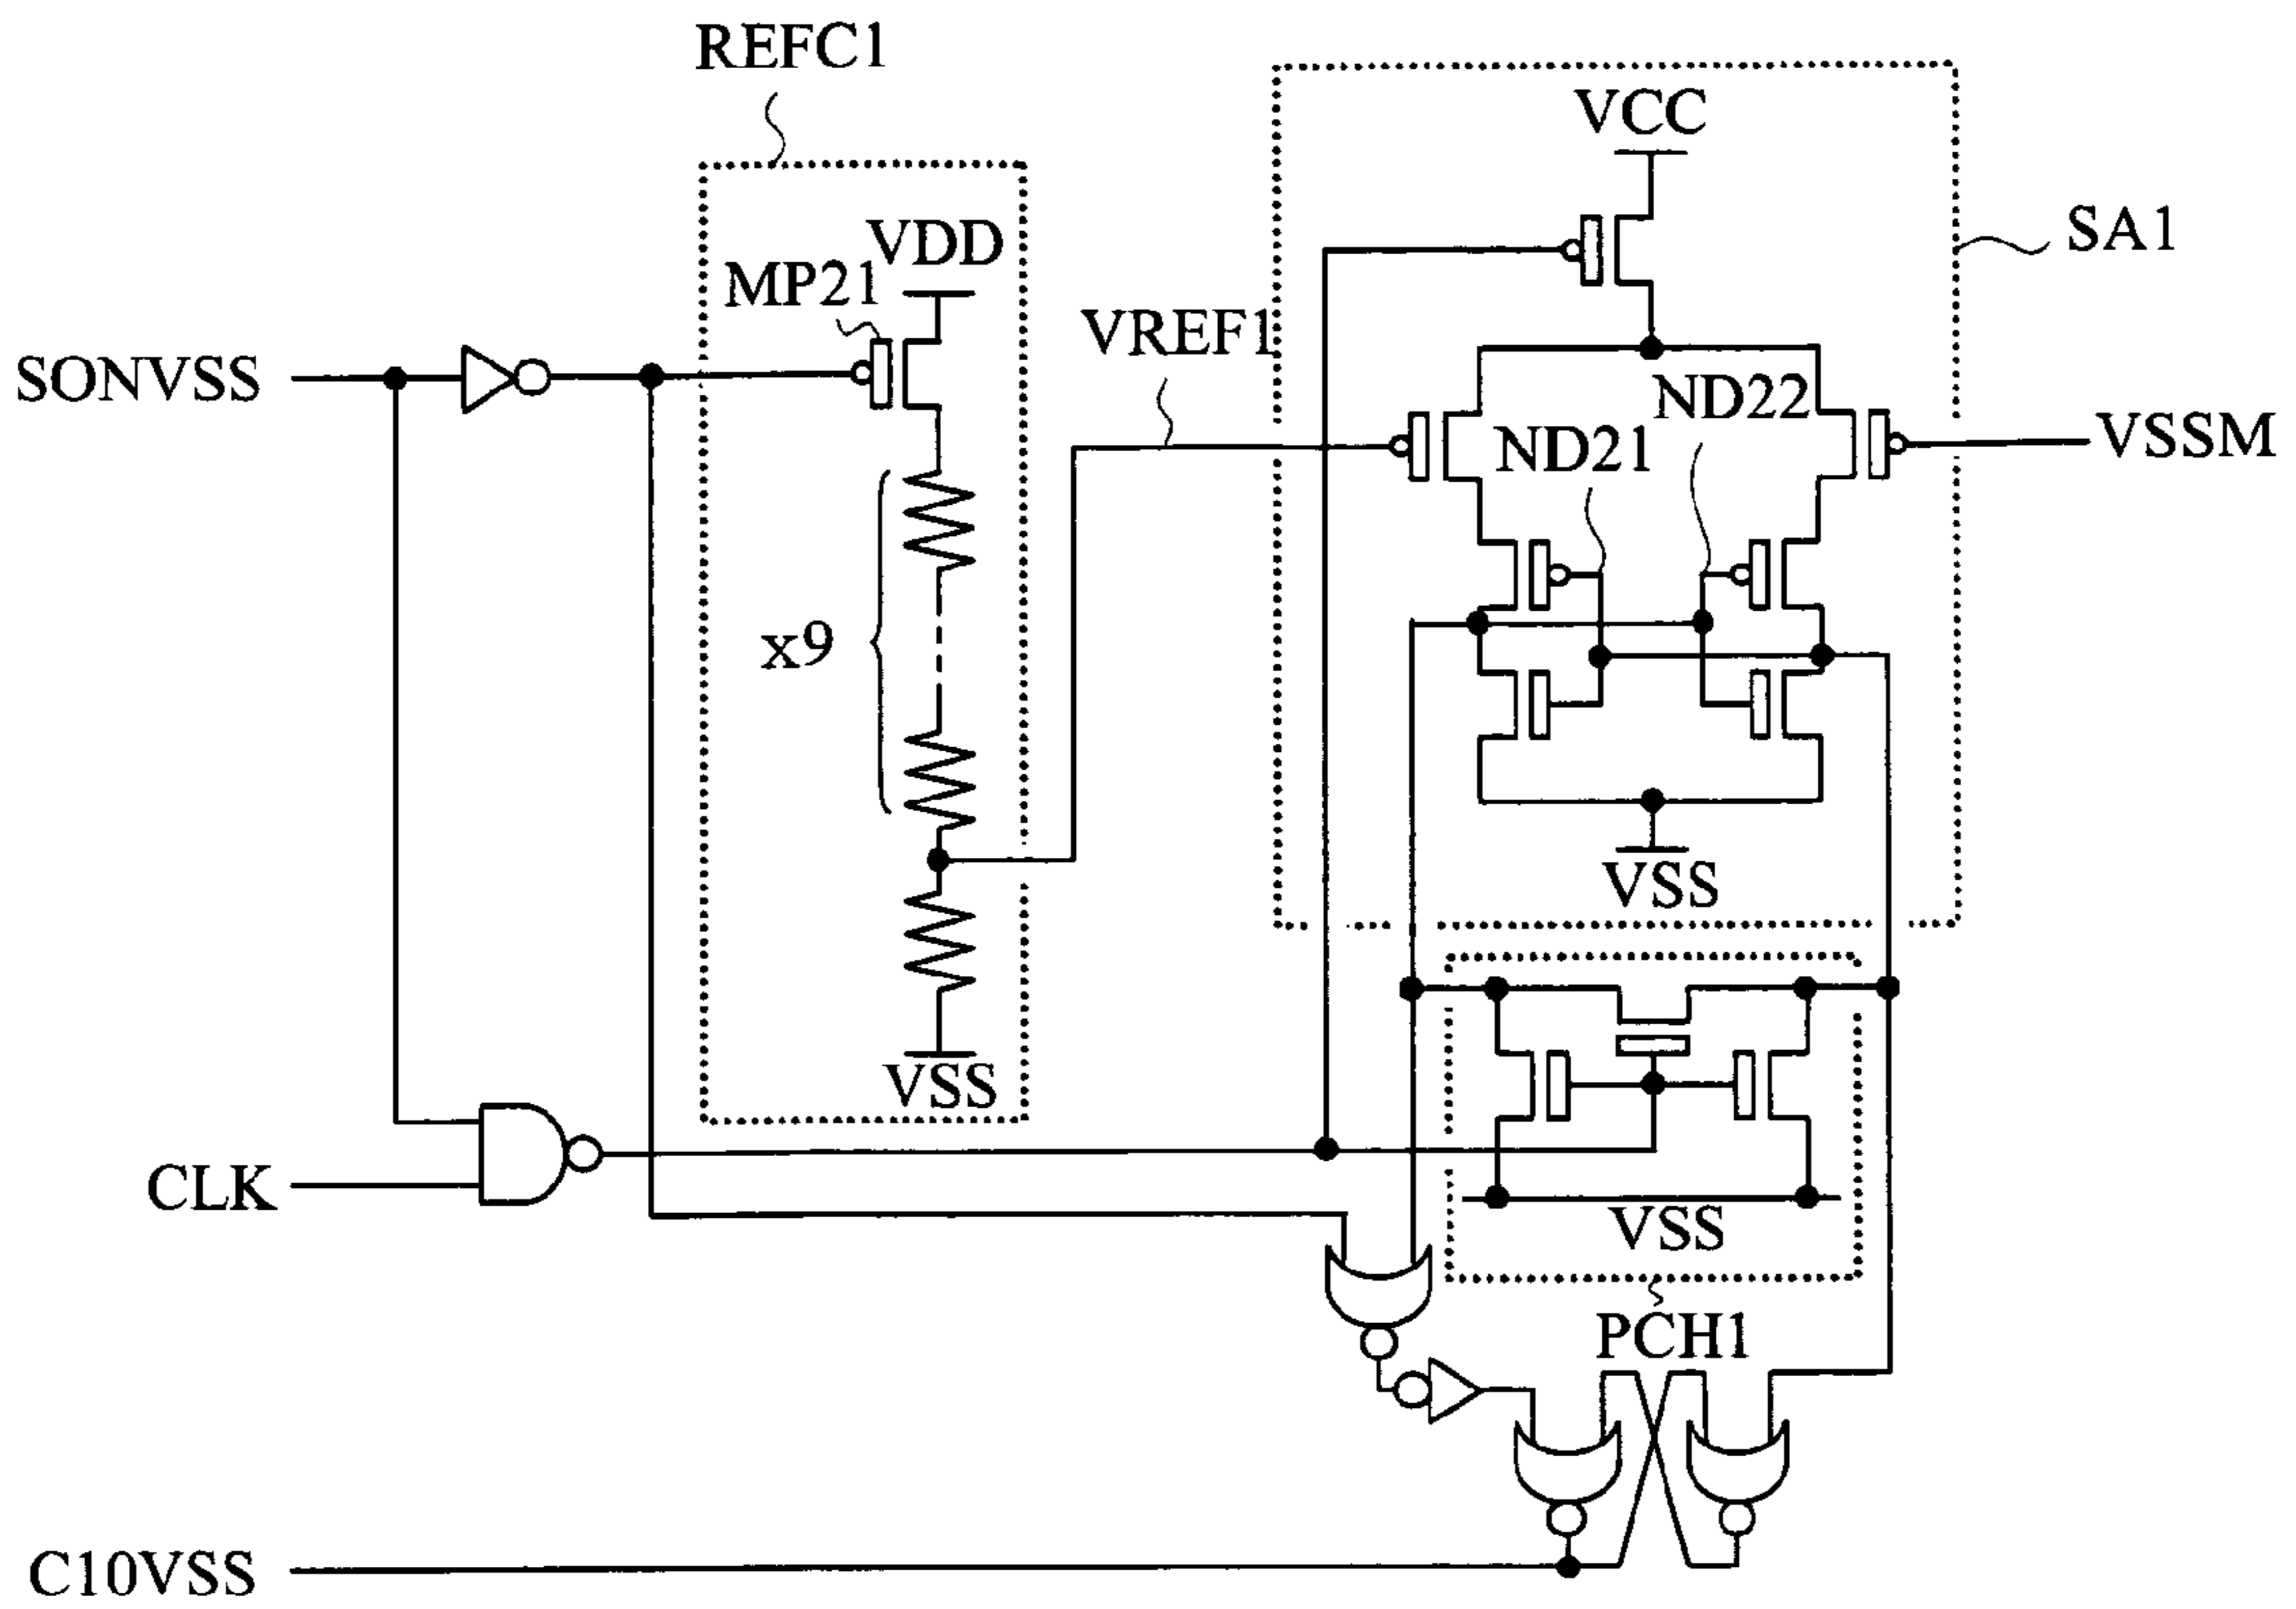 REFC1
VCC
SA1
VDD
MP21
VREF1
SONVSS
ND22
ND21
VSSM
x9
VSS
VSS
CLK
VSS
PCH1
C10VSS